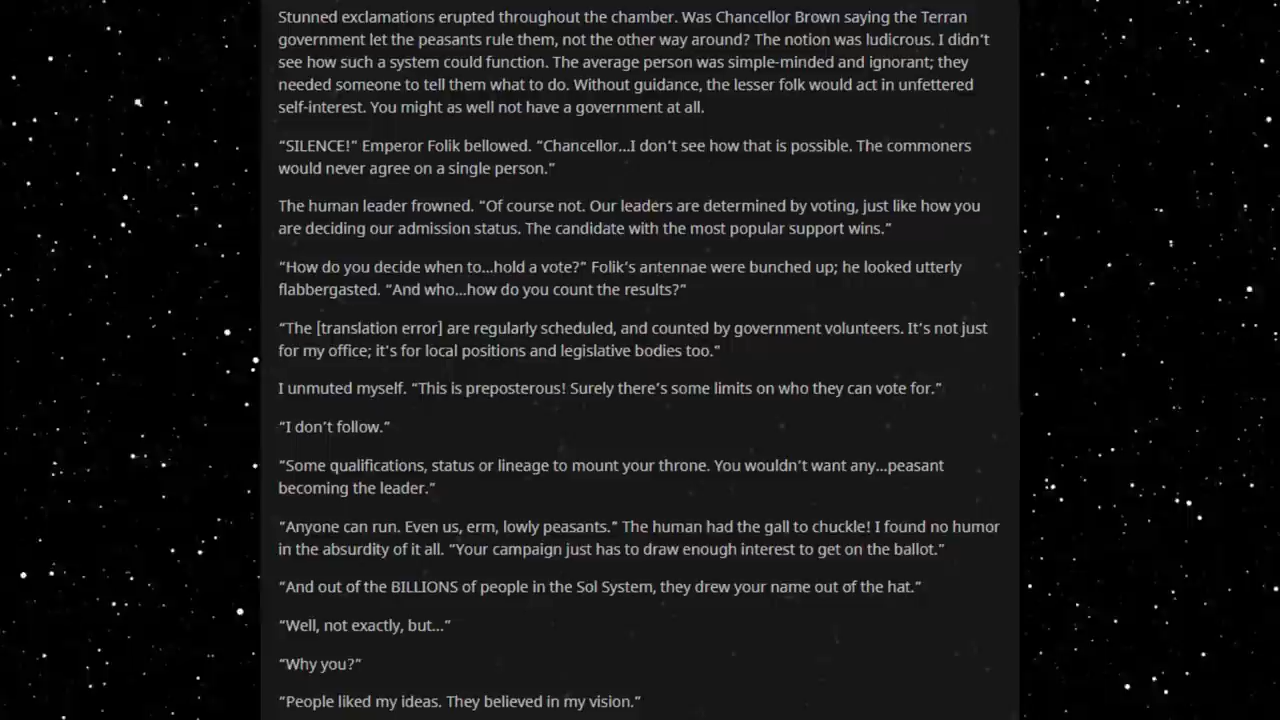 Stunned exclamations erupted throughout the chamber. Was Chancellor Brown saying the Terran
government let the peasants rule them, not the other way around? The notion was ludicrous. I didn’t
see how such a system could function. The average person was simple-minded and ignorant; they
needed someone to tell them what to do. Without guidance, the lesser folk would act in unfettered
self-interest. You might as well not have a government at all.
“SILENCE!” Emperor Folik bellowed. “Chancellor...I don’t see how that is possible. The commoners
would never agree on a single person.”
The human leader frowned. “Of course not. Our leaders are determined by voting, just like how you
are deciding our admission status. The candidate with the most popular support wins.”
“How do you decide when to...hold a vote?” Folik’s antennae were bunched up; he looked utterly
flabbergasted. “And who...how do you count the results?”
“The [translation error] are regularly scheduled, and counted by government volunteers. It’s not just
for my office; it’s for local positions and legislative bodies too.”
I unmuted myself. “This is preposterous! Surely there’s some limits on who they can vote for.”
“I don’t follow.”
“Some qualifications, status or lineage to mount your throne. You wouldn’t want any...peasant
becoming the leader.”
“Anyone can run. Even us, erm, lowly peasants.” The human had the gall to chuckle! I found no humor
in the absurdity of it all. “Your campaign just has to draw enough interest to get on the ballot.”
“And out of the BILLIONS of people in the Sol System, they drew your name out of the hat.”
“Well, not exactly, but...”
“Why you?”
“People liked my ideas. They believed in my vision.”